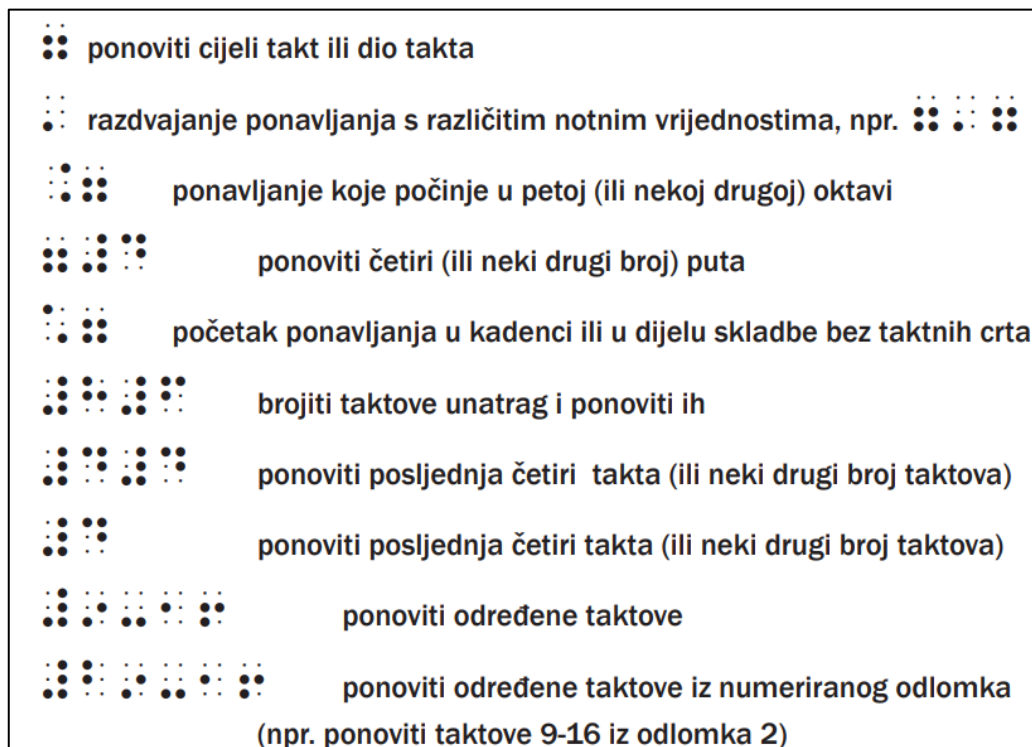 ⠶ ponoviti cijeli takt ili dio takta
⠄ razdvajanje ponavljanja s različitim notnim vrijednostima, npr. ⠶⠄⠶
⠨⠶ ponavljanje koje počinje u petoj (ili nekoj drugoj) oktavi
⠶⠼⠙ ponoviti četiri (ili neki drugi broj) puta
⠡⠶ početak ponavljanja u kadenci ili u dijelu skladbe bez taktnih crta
⠼⠓⠼⠋ brojiti taktove unatrag i ponoviti ih
⠼⠙⠼⠙ ponoviti posljednja četiri takta (ili neki drugi broj taktova)
⠼⠙ ponoviti posljednja četiri takta (ili neki drugi broj taktova)
⠼⠔⠤⠂⠖ ponoviti određene taktove
⠼⠃⠔⠤⠂⠖ ponoviti određene taktove iz numeriranog odlomka
(npr. ponoviti taktove 9-16 iz odlomka 2)